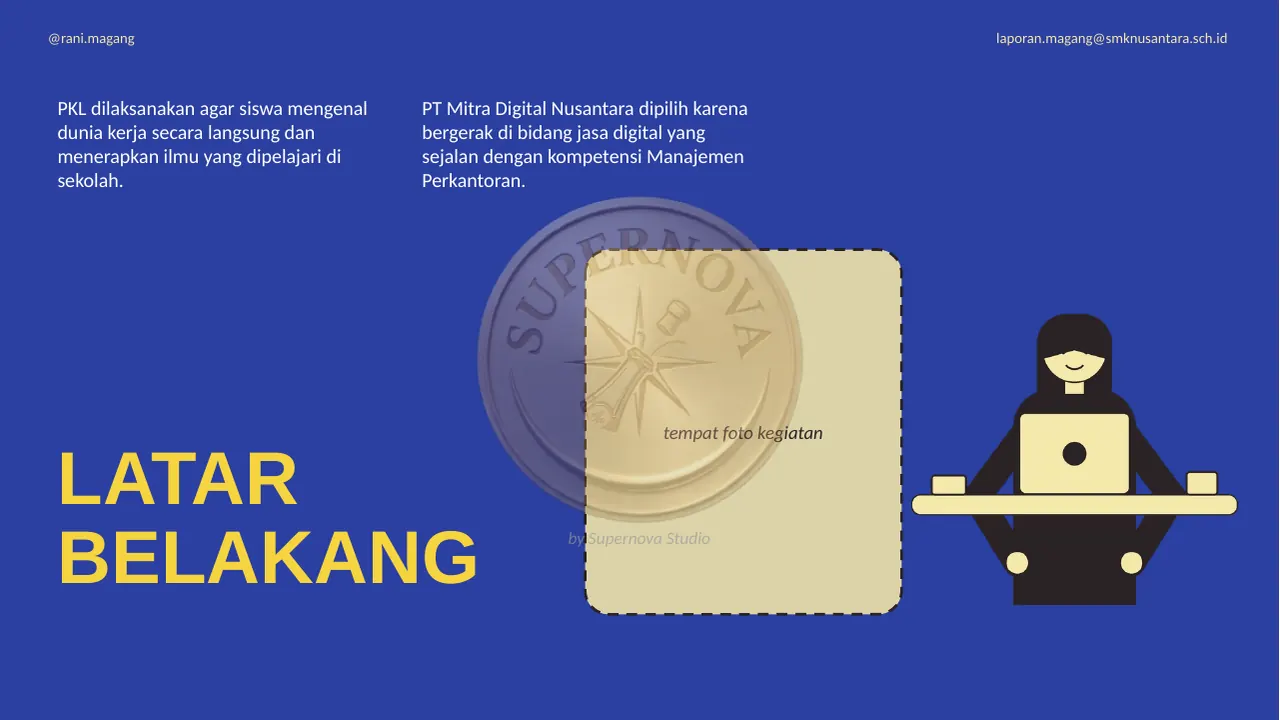 @rani.magang
laporan.magang@smknusantara.sch.id
PKL dilaksanakan agar siswa mengenal
dunia kerja secara langsung dan
menerapkan ilmu yang dipelajari di
sekolah.
PT Mitra Digital Nusantara dipilih karena
bergerak di bidang jasa digital yang
sejalan dengan kompetensi Manajemen
Perkantoran.
SUPERNOVA
tempat foto kegiatan
LATAR
BELAKANG
by Supernova Studio